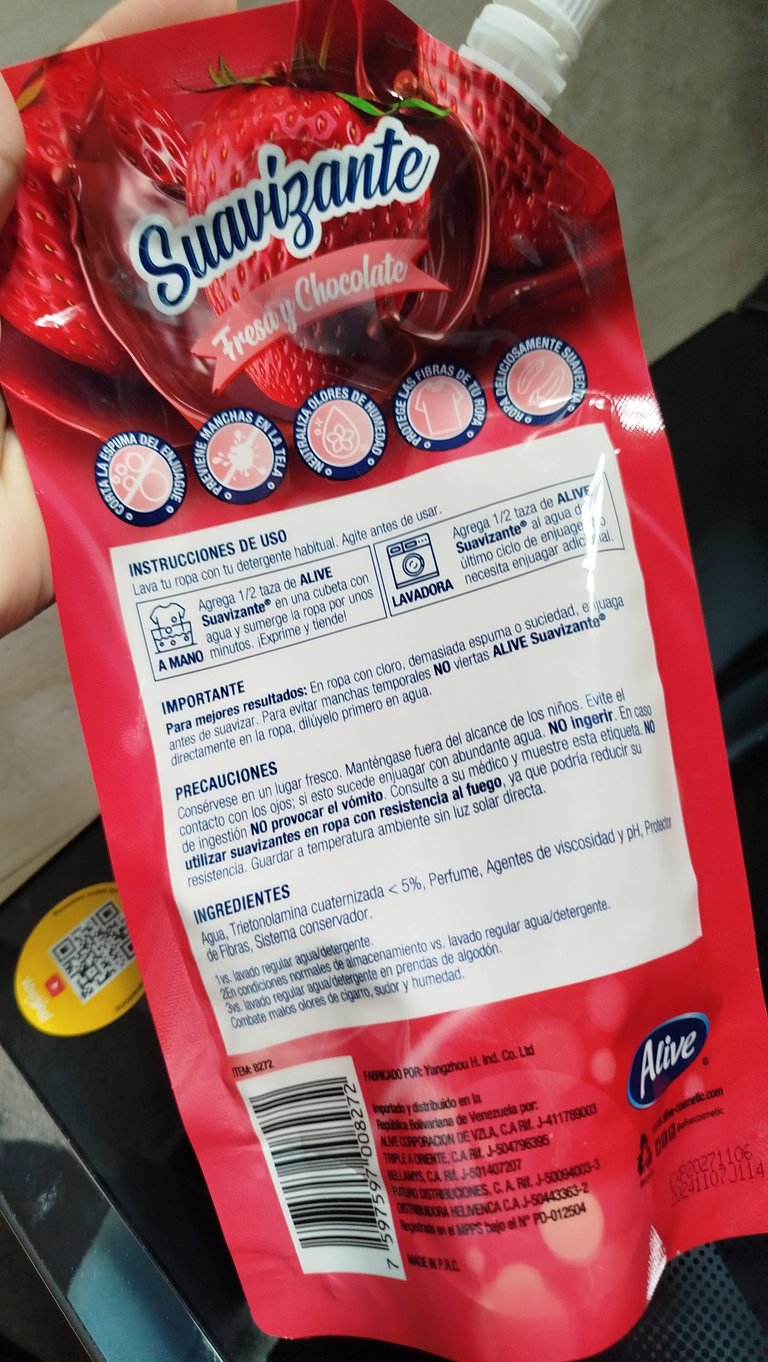 Suavizante
Fresa y Chocolate
CORTA LA ESPUMA DEL ENJUAGUE
PREVIENE MANCHAS EN LA TELA
NEUTRALIZA OLORES DE HUMEDAD
PROTEGE LAS FIBRAS DE TU ROPA
ROPA DELICIOSAMENTE SUAVE
INSTRUCCIONES DE USO
Lava tu ropa con tu detergente habitual. Agite antes de usar.
A MANO
Agrega 1/2 taza de ALIVE
Suavizante® en una cubeta con
agua y sumerge la ropa por unos
minutos. ¡Exprime y tiende!
LAVADORA
Agrega 1/2 taza de ALIVE
Suavizante® al agua
último ciclo de enjuague
necesita enjuagar adicional.
IMPORTANTE
Para mejores resultados: En ropa con cloro, demasiada espuma o suciedad, enjuaga
antes de suavizar. Para evitar manchas temporales NO viertas ALIVE Suavizante®
directamente en la ropa, dilúyelo primero en agua.
PRECAUCIONES
Consérvese en un lugar fresco. Manténgase fuera del alcance de los niños. Evite el
contacto con los ojos; si esto sucede enjuagar con abundante agua. NO ingerir. En caso
de ingestión NO provocar el vómito. Consulte a su médico y muestre esta etiqueta. NO
utilizar suavizantes en ropa con resistencia al fuego, ya que podría reducir su
resistencia. Guardar a temperatura ambiente sin luz solar directa.
INGREDIENTES
Agua, Trietonolamina cuaternizada < 5%, Perfume, Agentes de viscosidad y pH, Protector
de Fibras, Sistema conservador.
1vs. lavado regular agua/detergente.
2En condiciones normales de almacenamiento vs. lavado regular agua/detergente.
3vs. lavado regular agua/detergente en prendas de algodón.
Combate malos olores de cigarro, sudor y humedad.
ITEM: 8272
7 597597 008272
FABRICADO POR: Yangzhou H. Ind. Co. Ltd
Importado y distribuido en la
República Bolivariana de Venezuela por:
ALIVE CORPORACION DE VZLA, C.A Rif. J-411789003
TRIPLE A ORIENTE, C.A Rif. J-504796395
BELLAMYS, C.A. Rif. J-501407207
FUTURO DISTRIBUCIONES, C. A. Rif. J-50094003-3
DISTRIBUIDORA HELIVENCA C.A J-50443363-2
Registrado en el MPPS bajo el N° PD-012504
MADE IN P.R.C.
Alive®
www.alive-cosmetic.com
@alivecosmetic
EXP20271106
20241107J114